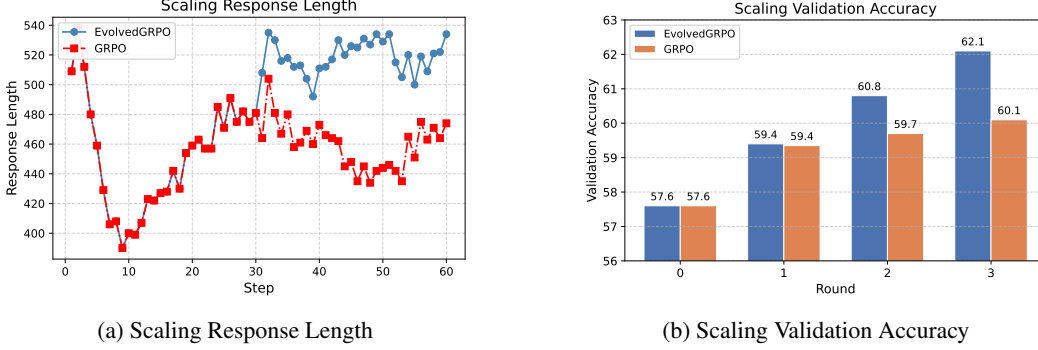 Scaling Response Length
540
520
500
480
460
440
420
400
Response Length
EvolvedGRPO
GRPO
0
10
20
30
40
50
60
Step
(a) Scaling Response Length
Scaling Validation Accuracy
63
62
61
60
59
58
57
56
Validation Accuracy
EvolvedGRPO
GRPO
57.6
57.6
59.4
59.4
60.8
59.7
62.1
60.1
0
1
2
3
Round
(b) Scaling Validation Accuracy